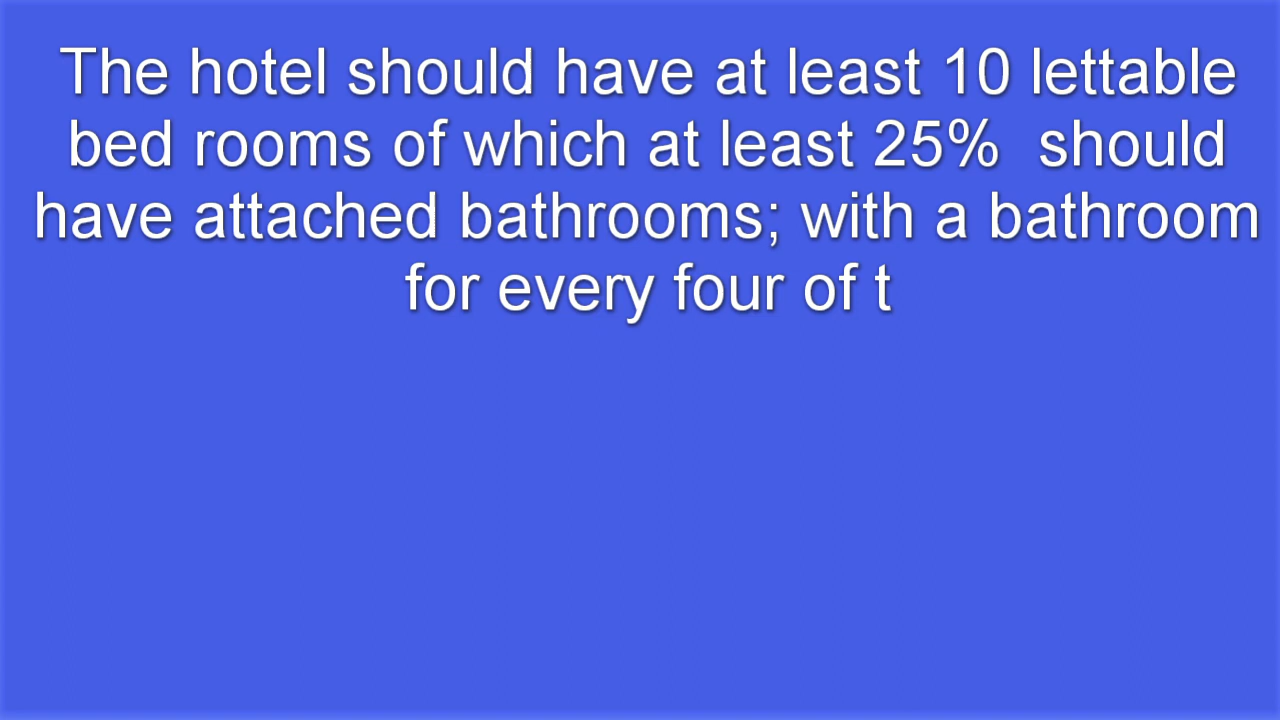 The hotel should have at least 10 lettable
bed rooms of which at least 25%  should
have attached bathrooms; with a bathroom
for every four of t